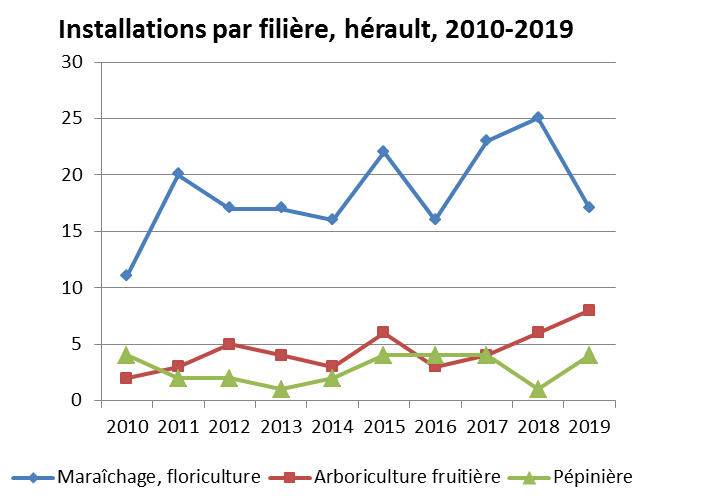 Installations par filière, hérault, 2010-2019
30
25
20
15
10
5
0
2010 2011 2012 2013 2014 2015 2016 2017 2018 2019
Maraîchage, floriculture Arboriculture fruitière Pépinière